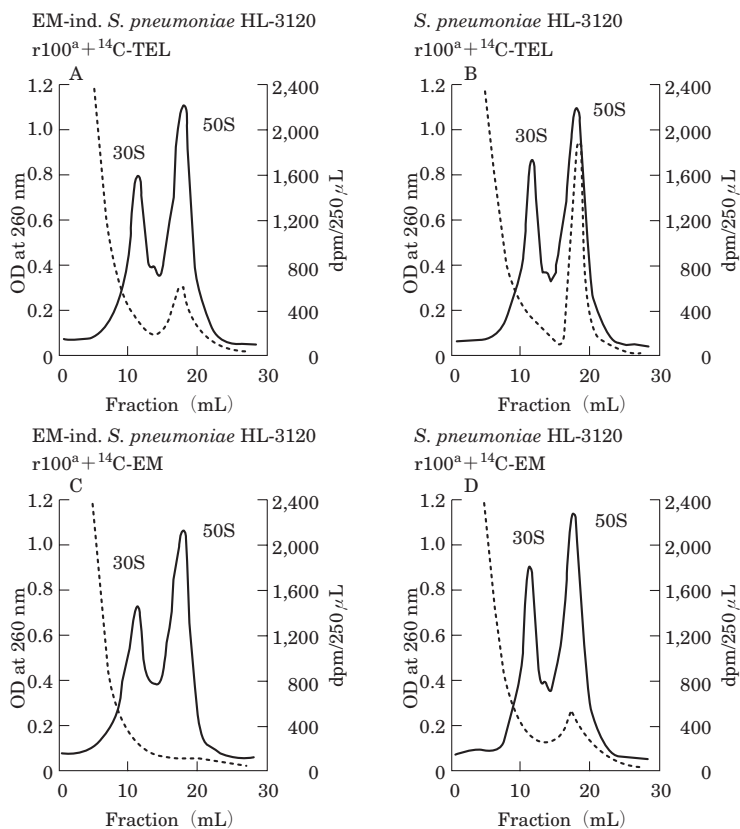 EM-ind. S. pneumoniae HL-3120
r100ᵃ＋¹⁴C-TEL
A
1.2
1.0
0.8
0.6
0.4
0.2
0
OD at 260 nm
30S
50S
2,400
2,200
1,600
1,200
800
400
0
dpm/250 μL
0 10 20 30
Fraction (mL)
S. pneumoniae HL-3120
r100ᵃ＋¹⁴C-TEL
B
1.2
1.0
0.8
0.6
0.4
0.2
0
OD at 260 nm
30S
50S
2,400
2,200
1,600
1,200
800
400
0
dpm/250 μL
0 10 20 30
Fraction (mL)
EM-ind. S. pneumoniae HL-3120
r100ᵃ＋¹⁴C-EM
C
1.2
1.0
0.8
0.6
0.4
0.2
0
OD at 260 nm
30S
50S
2,400
2,000
1,600
1,200
800
400
0
dpm/250 μL
0 10 20 30
Fraction (mL)
S. pneumoniae HL-3120
r100ᵃ＋¹⁴C-EM
D
1.2
1.0
0.8
0.6
0.4
0.2
0
OD at 260 nm
30S
50S
2,400
2,000
1,600
1,200
800
400
0
dpm/250 μL
0 10 20 30
Fraction (mL)